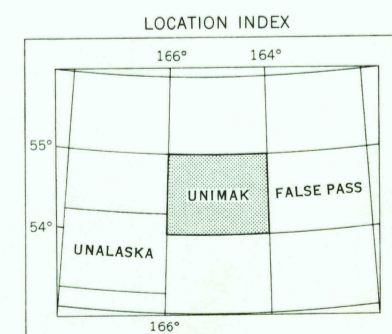 LOCATION INDEX
166° 164°
55°
UNIMAK FALSE PASS
54°
UNALASKA
166°